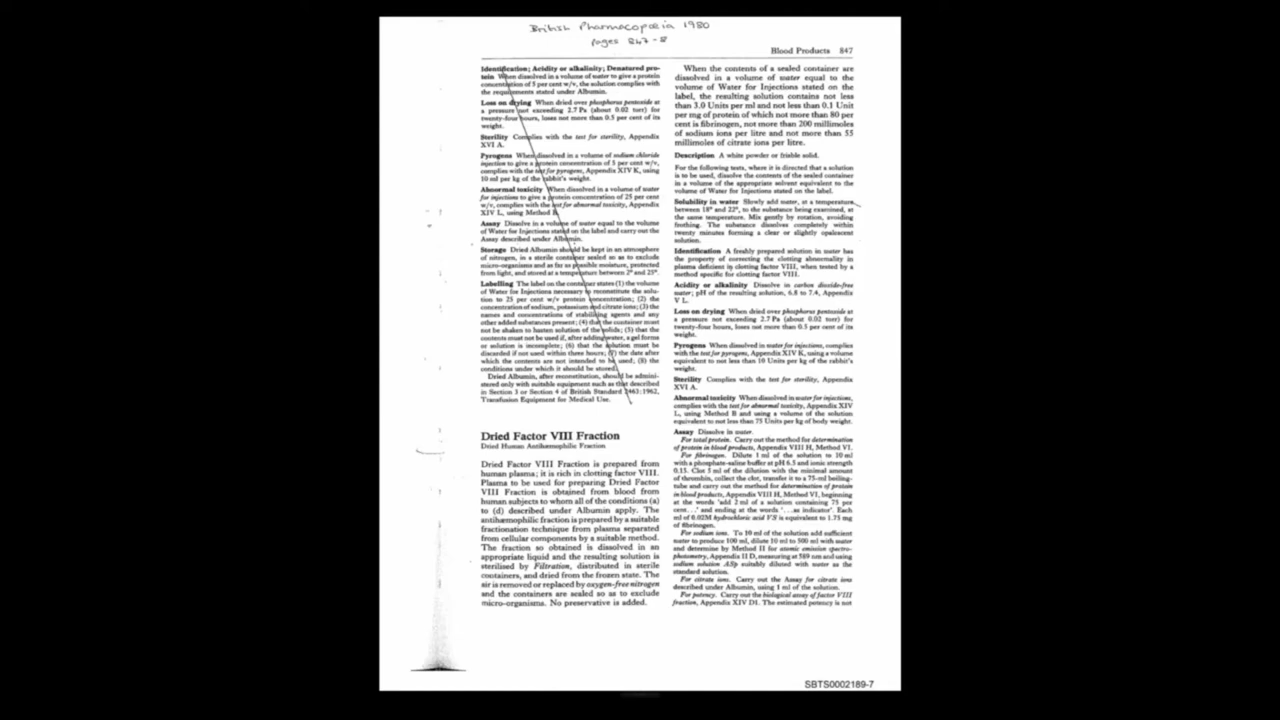 British Pharmacopœia 1980
pages 847-8
Blood Products 847
Identification; Acidity or alkalinity; Denatured pro-
tein When dissolved in a volume of water to give a protein
concentration of 5 per cent w/v, the solution complies with
the requirements stated under Albumin.
Loss on drying When dried over phosphorus pentoxide at
a pressure not exceeding 2.7 Pa (about 0.02 torr) for
twenty-four hours, loses not more than 0.5 per cent of its
weight.
Sterility Complies with the test for sterility, Appendix
XVI A.
Pyrogens When dissolved in a volume of sodium chloride
injection to give a protein concentration of 5 per cent w/v,
complies with the test for pyrogens, Appendix XIV K, using
10 ml per kg of the rabbit's weight.
Abnormal toxicity When dissolved in a volume of water
for injections to give a protein concentration of 25 per cent
w/v, complies with the test for abnormal toxicity, Appendix
XIV L, using Method B.
Assay Dissolve in a volume of water equal to the volume
of Water for Injections stated on the label and carry out the
Assay described under Albumin.
Storage Dried Albumin should be kept in an atmosphere
of nitrogen, in a sterile container sealed so as to exclude
micro-organisms and as far as possible moisture, protected
from light, and stored at a temperature between 2° and 25°.
Labelling The label on the container states (1) the volume
of Water for Injections necessary to reconstitute the solu-
tion to 25 per cent w/v protein concentration; (2) the
concentration of sodium, potassium and citrate ions; (3) the
names and concentrations of stabilising agents and any
other added substances present; (4) that the container must
not be shaken to hasten solution of the solids; (5) that the
contents must not be used if, after adding water, a gel forms
or solution is incomplete; (6) that the solution must be
discarded if not used within three hours; (7) the date after
which the contents are not intended to be used; (8) the
conditions under which it should be stored.
Dried Albumin, after reconstitution, should be admini-
stered only with suitable equipment such as that described
in Section 3 or Section 4 of British Standard 2463:1962,
Transfusion Equipment for Medical Use.
Dried Factor VIII Fraction
Dried Human Antihæmophilic Fraction
Dried Factor VIII Fraction is prepared from
human plasma; it is rich in clotting factor VIII.
Plasma to be used for preparing Dried Factor
VIII Fraction is obtained from blood from
human subjects to whom all of the conditions (a)
to (d) described under Albumin apply. The
antihæmophilic fraction is prepared by a suitable
fractionation technique from plasma separated
from cellular components by a suitable method.
The fraction so obtained is dissolved in an
appropriate liquid and the resulting solution is
sterilised by Filtration, distributed in sterile
containers, and dried from the frozen state. The
air is removed or replaced by oxygen-free nitrogen
and the containers are sealed so as to exclude
micro-organisms. No preservative is added.
When the contents of a sealed container are
dissolved in a volume of water equal to the
volume of Water for Injections stated on the
label, the resulting solution contains not less
than 3.0 Units per ml and not less than 0.1 Unit
per mg of protein of which not more than 80 per
cent is fibrinogen, not more than 200 millimoles
of sodium ions per litre and not more than 55
millimoles of citrate ions per litre.
Description A white powder or friable solid.
For the following tests, where it is directed that a solution
is to be used, dissolve the contents of the sealed container
in a volume of the appropriate solvent equivalent to the
volume of Water for Injections stated on the label.
Solubility in water Slowly add water, at a temperature
between 18° and 22°, to the substance being examined, at
the same temperature. Mix gently by rotation, avoiding
frothing. The substance dissolves completely within
twenty minutes forming a clear or slightly opalescent
solution.
Identification A freshly prepared solution in water has
the property of correcting the clotting abnormality in
plasma deficient in clotting factor VIII, when tested by a
method specific for clotting factor VIII.
Acidity or alkalinity Dissolve in carbon dioxide-free
water; pH of the resulting solution, 6.8 to 7.4, Appendix
V L.
Loss on drying When dried over phosphorus pentoxide at
a pressure not exceeding 2.7 Pa (about 0.02 torr) for
twenty-four hours, loses not more than 0.5 per cent of its
weight.
Pyrogens When dissolved in water for injections, complies
with the test for pyrogens, Appendix XIV K, using a volume
equivalent to not less than 10 Units per kg of the rabbit's
weight.
Sterility Complies with the test for sterility, Appendix
XVI A.
Abnormal toxicity When dissolved in water for injections,
complies with the test for abnormal toxicity, Appendix XIV
L, using Method B and using a volume of the solution
equivalent to not less than 75 Units per kg of body weight.
Assay Dissolve in water.
For total protein. Carry out the method for determination
of protein in blood products, Appendix VIII H, Method VI.
For fibrinogen. Dilute 1 ml of the solution to 10 ml
with a phosphate-saline buffer at pH 6.5 and ionic strength
0.15. Clot 5 ml of the dilution with the minimal amount
of thrombin, collect the clot, transfer it to a 75-ml boiling-
tube and carry out the method for determination of protein
in blood products, Appendix VIII H, Method VI, beginning
at the words 'add 2 ml of a solution containing 75 per
cent...' and ending at the words '...as indicator'. Each
ml of 0.02M hydrochloric acid VS is equivalent to 1.75 mg
of fibrinogen.
For sodium ions. To 10 ml of the solution add sufficient
water to produce 100 ml, dilute 10 ml to 500 ml with water
and determine by Method II for atomic emission spectro-
photometry, Appendix II D, measuring at 589 nm and using
sodium solution ASp suitably diluted with water as the
standard solution.
For citrate ions. Carry out the Assay for citrate ions
described under Albumin, using 1 ml of the solution.
For potency. Carry out the biological assay of factor VIII
fraction, Appendix XIV D1. The estimated potency is not
SBTS0002189-7